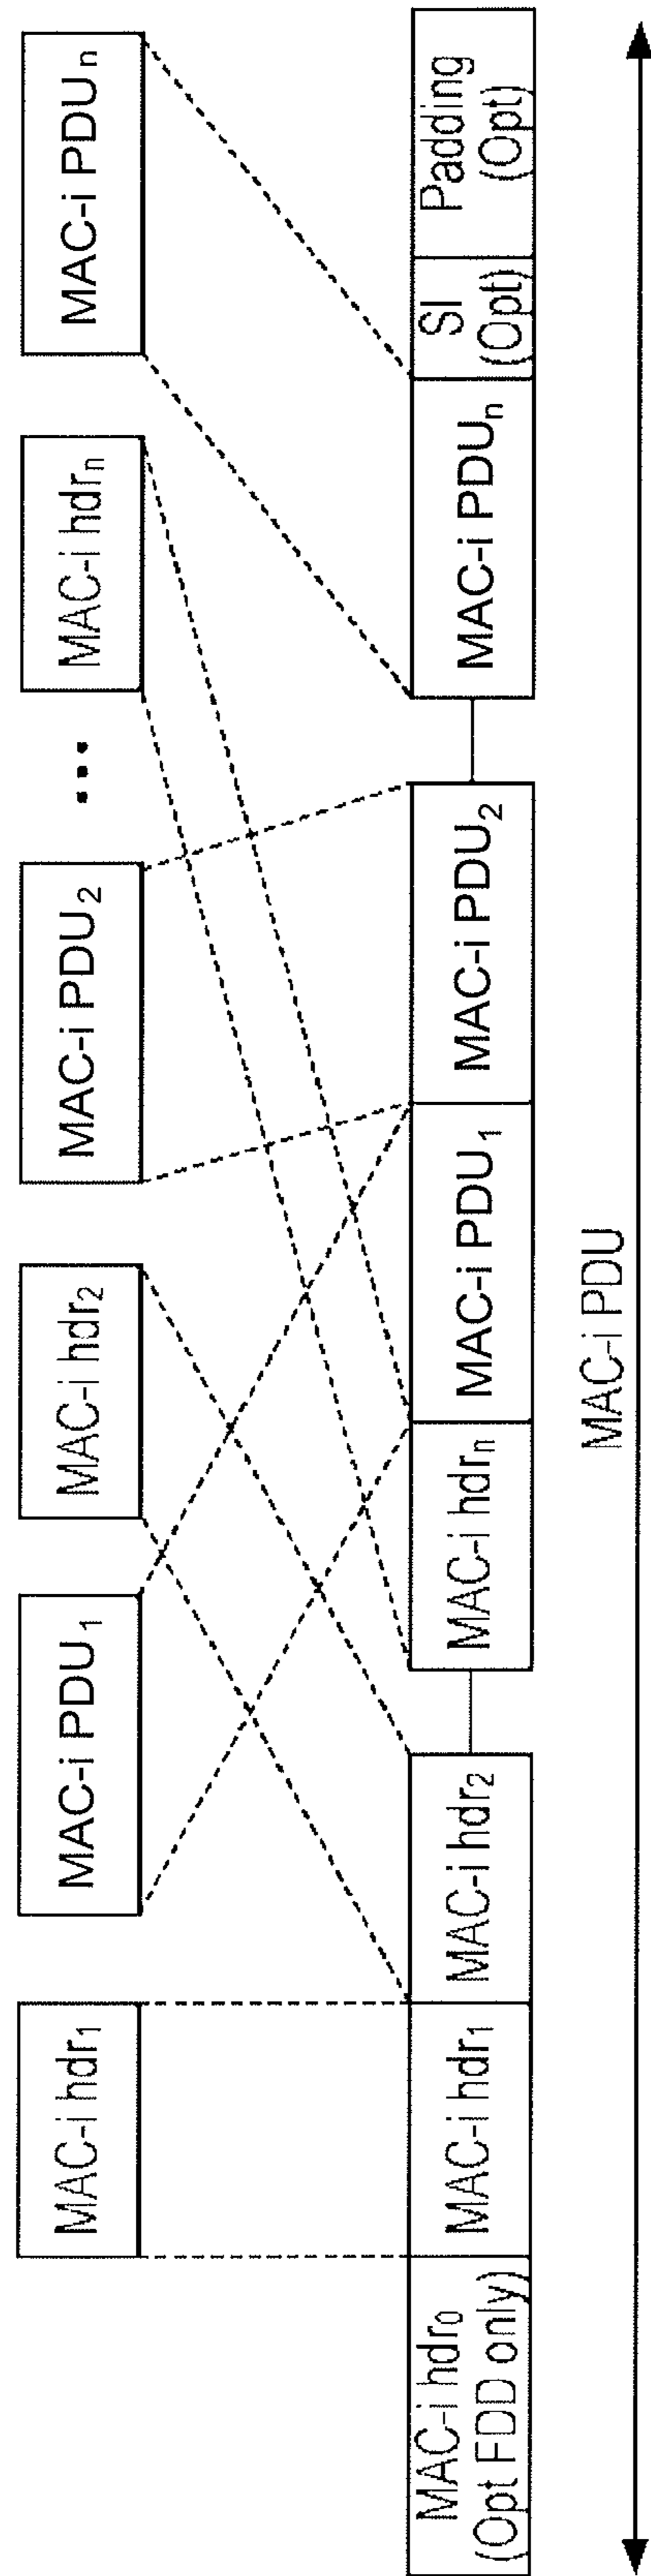 MAC-i hdr₁
MAC-i PDU₁
MAC-i hdr₂
MAC-i PDU₂
...
MAC-i hdrₙ
MAC-i PDUₙ
MAC-i hdr₀
(Opt FDD only)
MAC-i hdr₁
MAC-i hdr₂
MAC-i hdrₙ
MAC-i PDU₁
MAC-i PDU₂
MAC-i PDUₙ
SI
(Opt)
Padding
(Opt)
MAC-i PDU